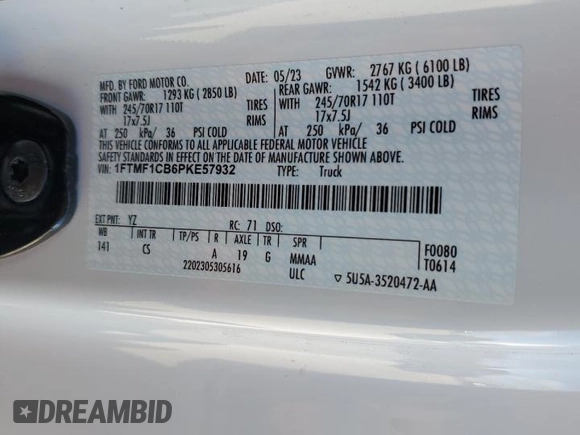 MFD. BY FORD MOTOR CO. 05/23 GVWR: 2767 KG ( 6100 LB)
FRONT GAWR: 1293 KG ( 2850 LB) REAR GAWR: 1542 KG ( 3400 LB)
WITH 245/70R17 110T TIRES WITH 245/70R17 110T TIRES
17x7.5J RIMS 17x7.5J RIMS
AT 250 kPa/ 36 PSI COLD AT 250 kPa/ 36 PSI COLD
THIS VEHICLE CONFORMS TO ALL APPLICABLE FEDERAL MOTOR VEHICLE
SAFETY AND THEFT PREVENTION STANDARDS IN EFFECT ON THE
DATE OF MANUFACTURE SHOWN ABOVE.
VIN: 1FTMF1CB6PKE57932 TYPE: Truck
EXT PNT: YZ RC: 71 DSO:
WB INT TR TP/PS R AXLE TR SPR F0080
141 CS A 19 G MMAA T0614
2202305305616 ULC 5U5A-3520472-AA
DREAMBID